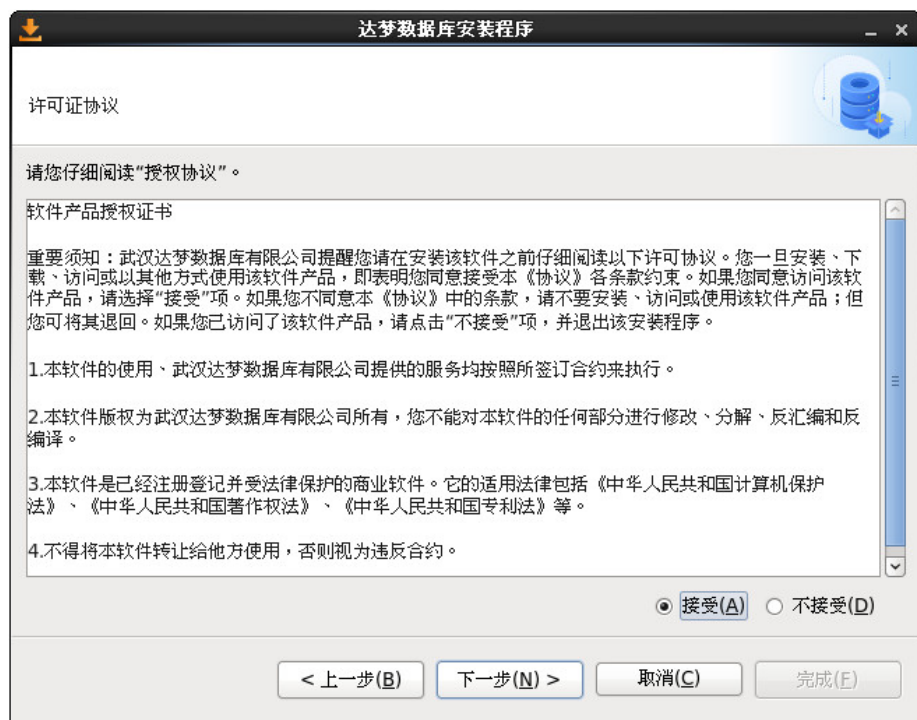 达梦数据库安装程序
许可证协议
请您仔细阅读“授权协议”。
软件产品授权证书
重要须知：武汉达梦数据库有限公司提醒您请在安装该软件之前仔细阅读以下许可协议。您一旦安装、下
载、访问或以其他方式使用该软件产品，即表明您同意接受本《协议》各条款约束。如果您同意访问该软
件产品，请选择“接受”项。如果您不同意本《协议》中的条款，请不要安装、访问或使用该软件产品；但
您可将其退回。如果您已访问了该软件产品，请点击“不接受”项，并退出该安装程序。
1.本软件的使用、武汉达梦数据库有限公司提供的服务均按照所签订合约来执行。
2.本软件版权为武汉达梦数据库有限公司所有，您不能对本软件的任何部分进行修改、分解、反汇编和反
编译。
3.本软件是已经注册登记并受法律保护的商业软件。它的适用法律包括《中华人民共和国计算机保护
法》、《中华人民共和国著作权法》、《中华人民共和国专利法》等。
4.不得将本软件转让给他方使用，否则视为违反合约。
接受(A) 不接受(D)
< 上一步(B) 下一步(N) > 取消(C) 完成(F)